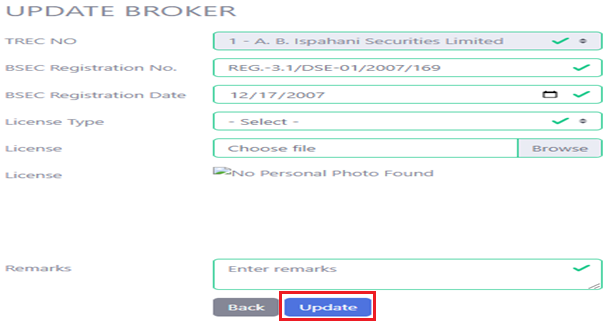 UPDATE BROKER
TREC NO 1 - A. B. Ispahani Securities Limited
BSEC Registration No. REG.-3.1/DSE-01/2007/169
BSEC Registration Date 12/17/2007
License Type - Select -
License Choose file Browse
License No Personal Photo Found
Remarks Enter remarks
Back Update